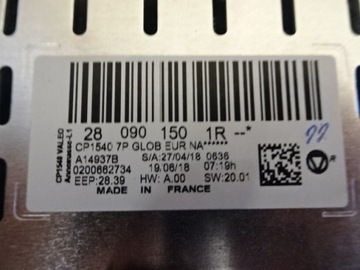 CP1548 VALEO
28 090 150 1R --*
CP1540 7P GLOB EUR NA******
A14937B S/A:27/04/18 0636
0200662734 19/06/18 07:19h
EEP:28.39 HW: A.00 SW:20.01
MADE IN FRANCE